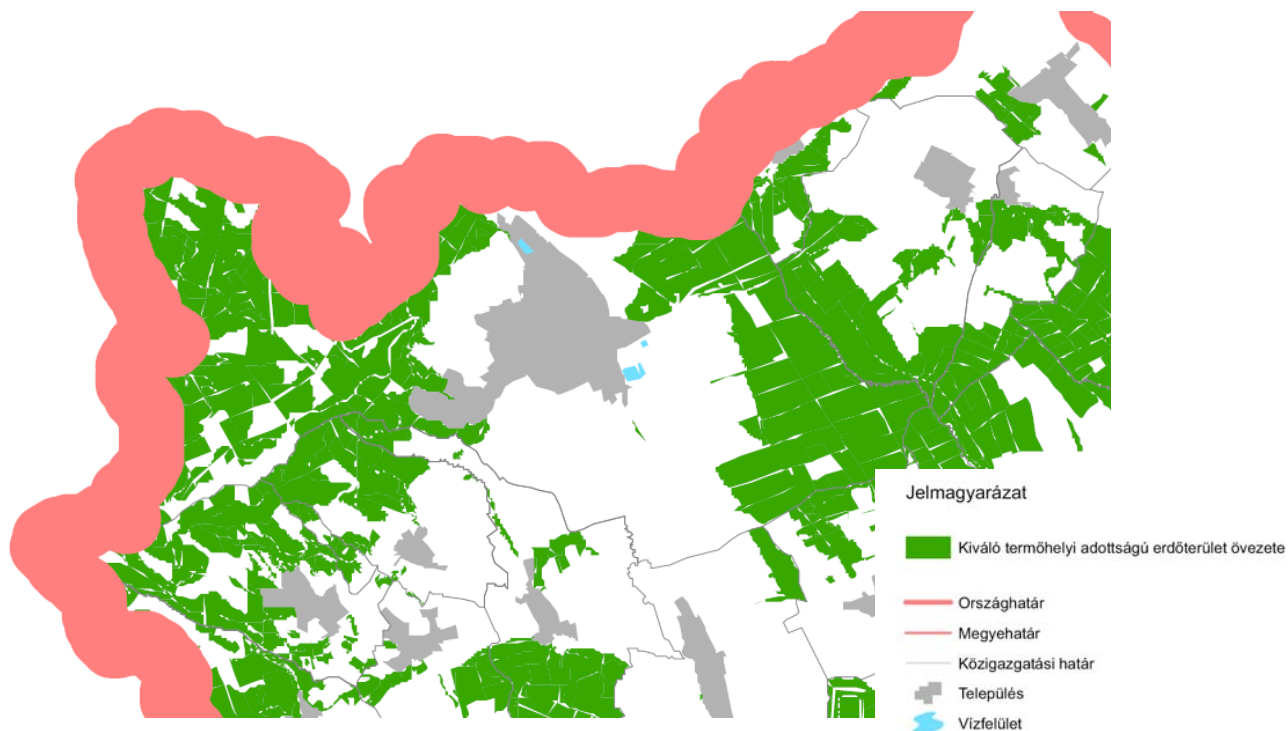 Jelmagyarázat
Kiváló termőhelyi adottságú erdőterület övezete
Országhatár
Megyehatár
Közigazgatási határ
Település
Vízfelület